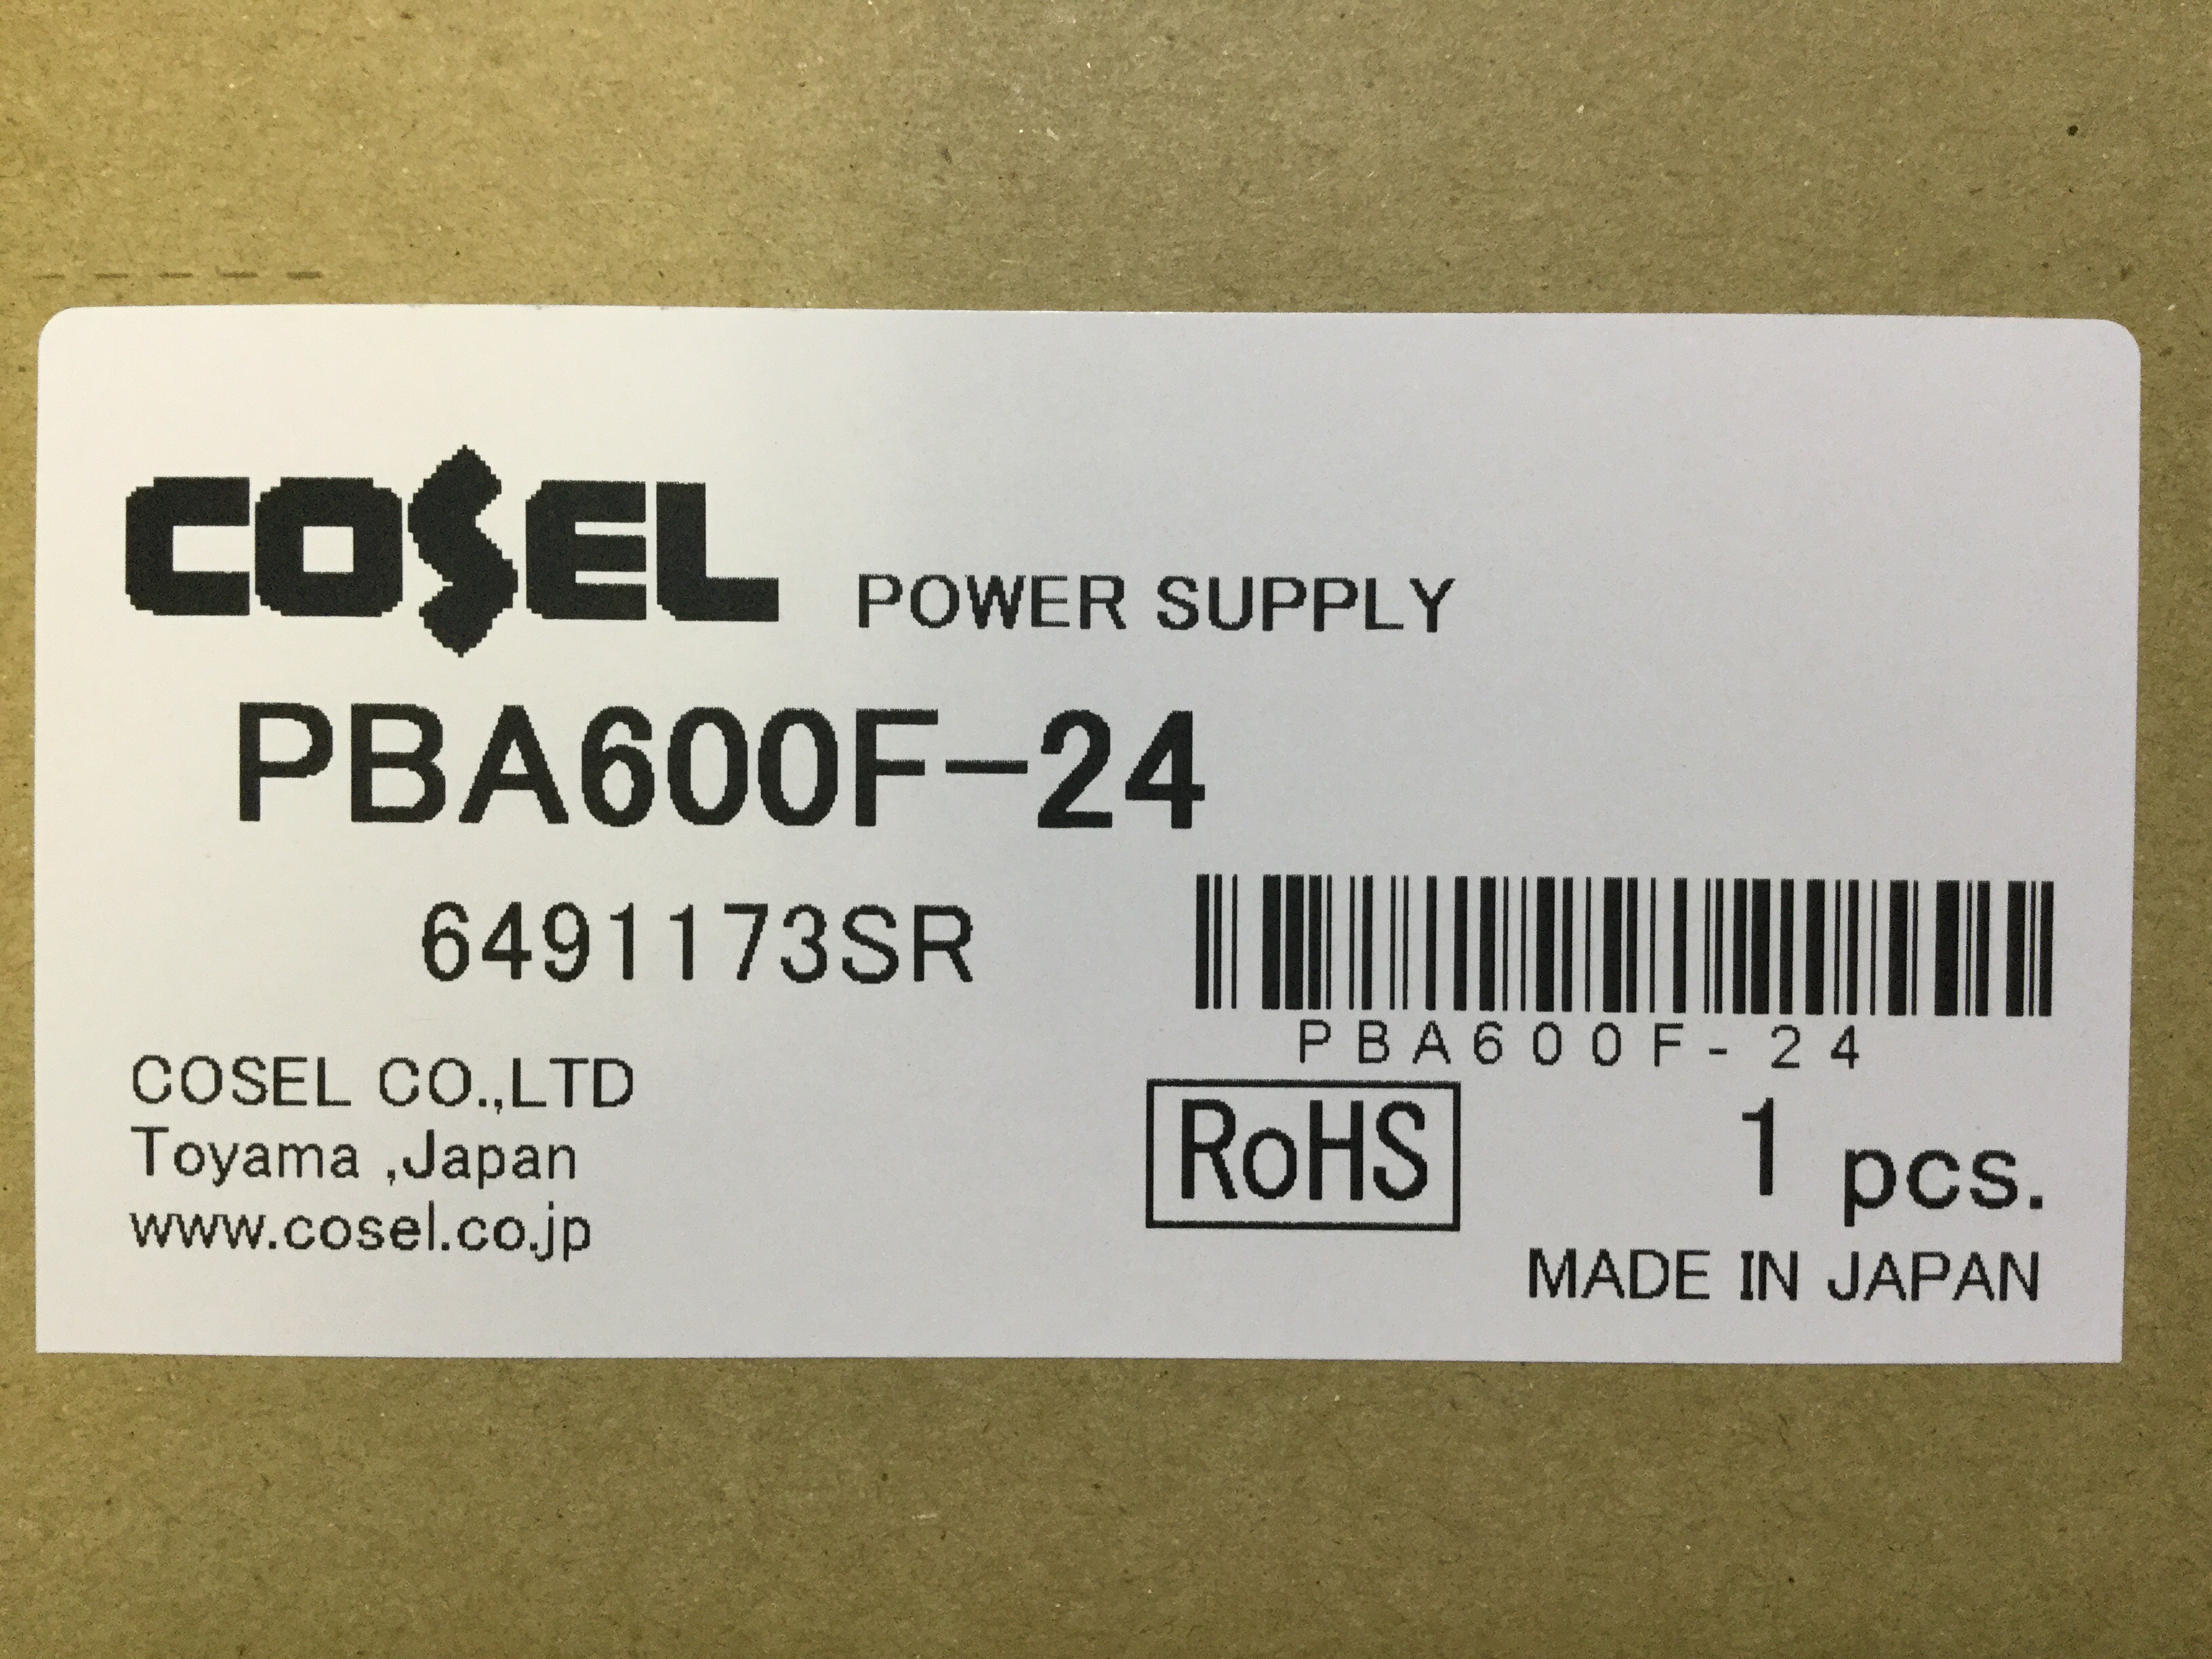 COSEL POWER SUPPLY
PBA600F-24
6491173SR
PBA600F-24
COSEL CO.,LTD
Toyama ,Japan
www.cosel.co.jp
RoHS
1 pcs.
MADE IN JAPAN